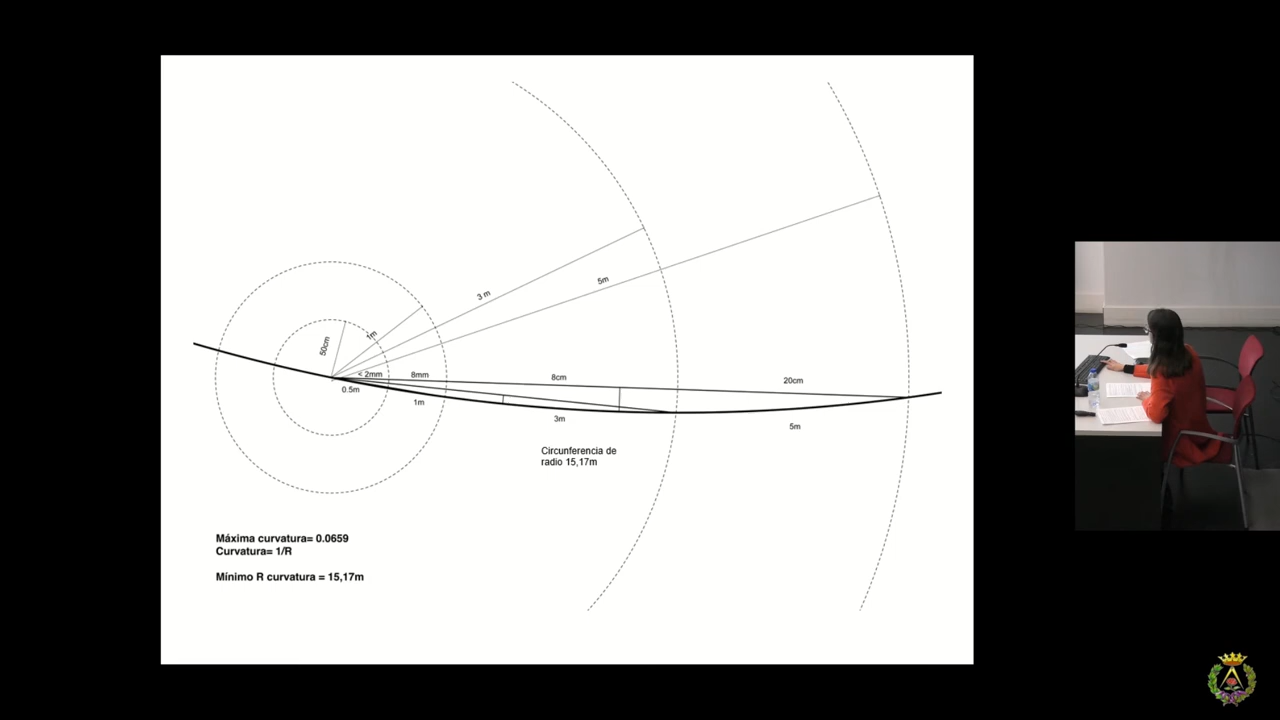 3 m
5m
1m
50cm
< 2mm
8mm
8cm
20cm
0.5m
1m
3m
5m
Circunferencia de
radio 15,17m
Máxima curvatura= 0.0659
Curvatura= 1/R
Mínimo R curvatura = 15,17m